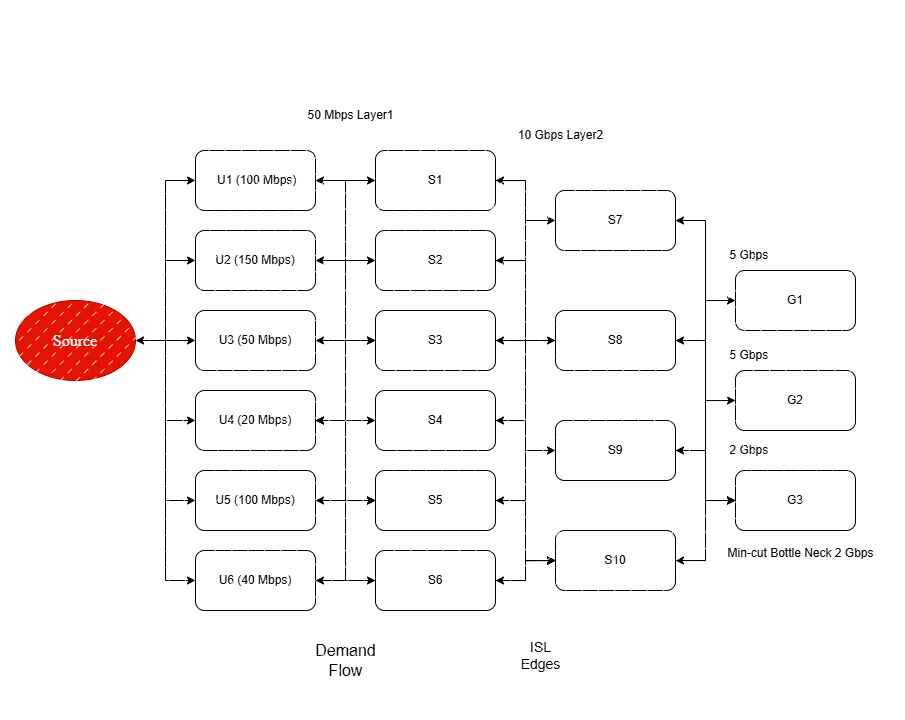 50 Mbps Layer1
10 Gbps Layer2
U1 (100 Mbps)
S1
S7
U2 (150 Mbps)
S2
5 Gbps
G1
Source
U3 (50 Mbps)
S3
S8
5 Gbps
G2
U4 (20 Mbps)
S4
S9
2 Gbps
U5 (100 Mbps)
S5
G3
U6 (40 Mbps)
S6
S10
Min-cut Bottle Neck 2 Gbps
Demand
Flow
ISL
Edges